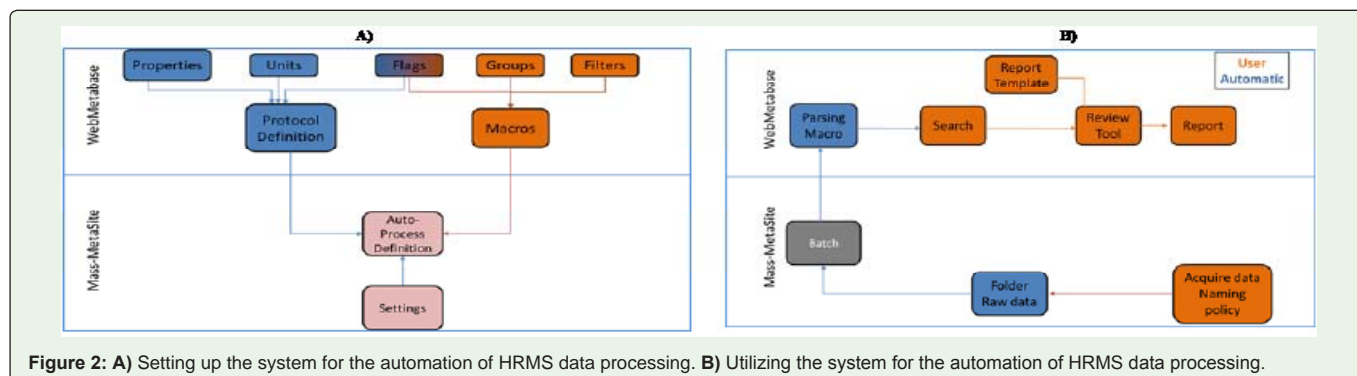 A)
WebMetabase
Properties
Units
Flags
Groups
Filters
Protocol
Definition
Macros
Mass-MetaSite
Auto-
Process
Definition
Settings
B)
WebMetabase
Report
Template
User
Automatic
Parsing
Macro
Search
Review
Tool
Report
Mass-MetaSite
Batch
Folder
Raw data
Acquire data
Naming
policy
Figure 2: A) Setting up the system for the automation of HRMS data processing. B) Utilizing the system for the automation of HRMS data processing.